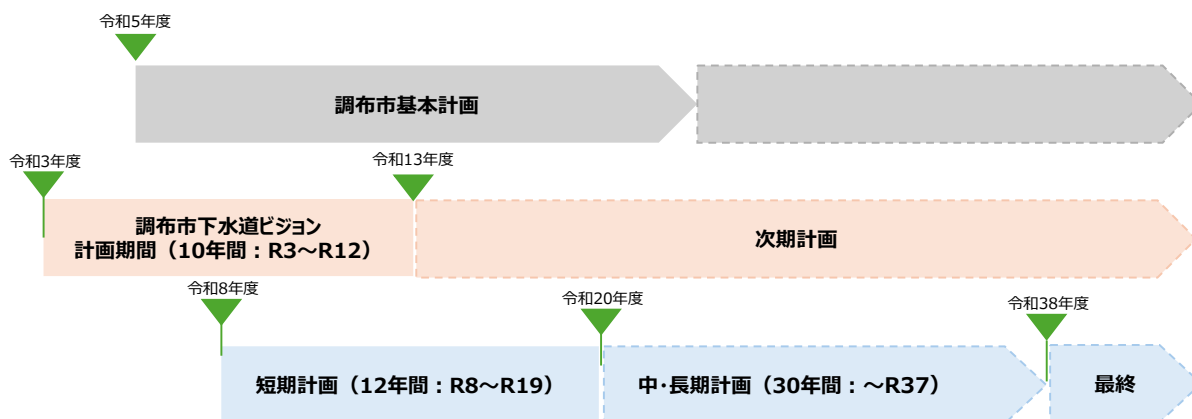 令和5年度
調布市基本計画
令和3年度
令和13年度
調布市下水道ビジョン
計画期間（10年間：R3～R12）
次期計画
令和8年度
令和20年度
令和38年度
短期計画（12年間：R8～R19）
中・長期計画（30年間：～R37）
最終